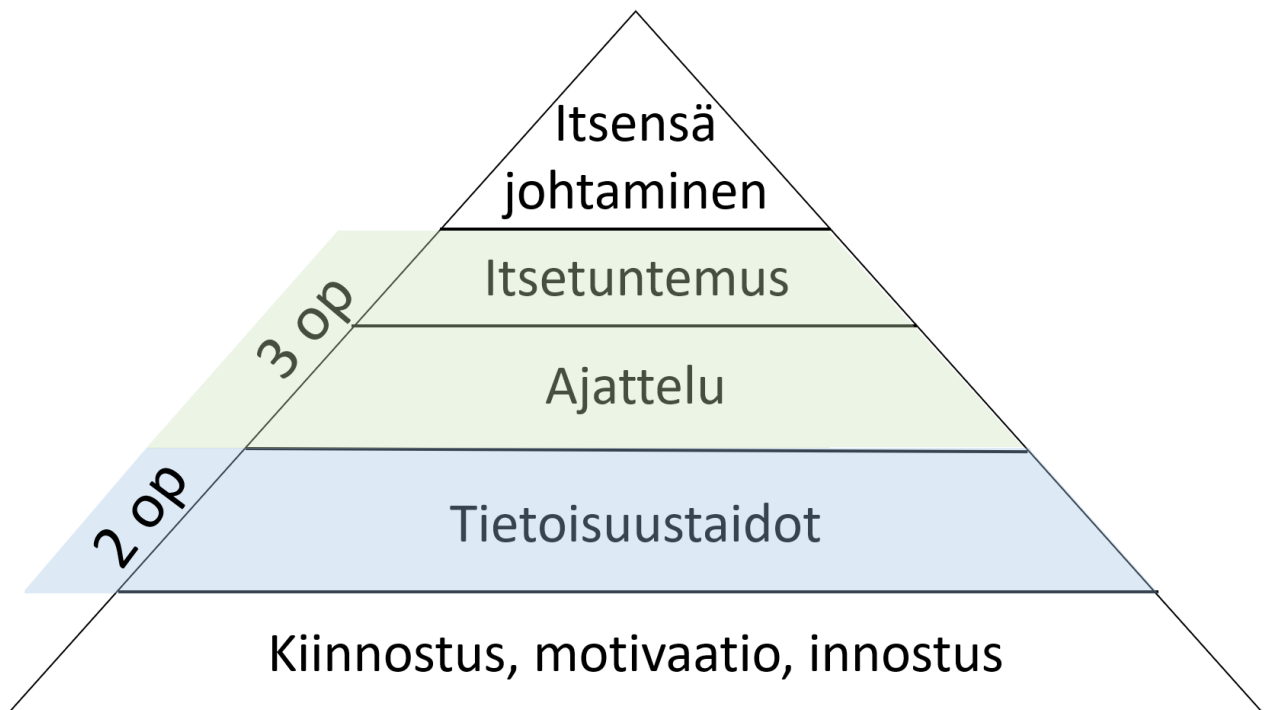 Itsensä
johtaminen
Itsetuntemus
3 op
Ajattelu
2 op
Tietoisuustaidot
Kiinnostus, motivaatio, innostus